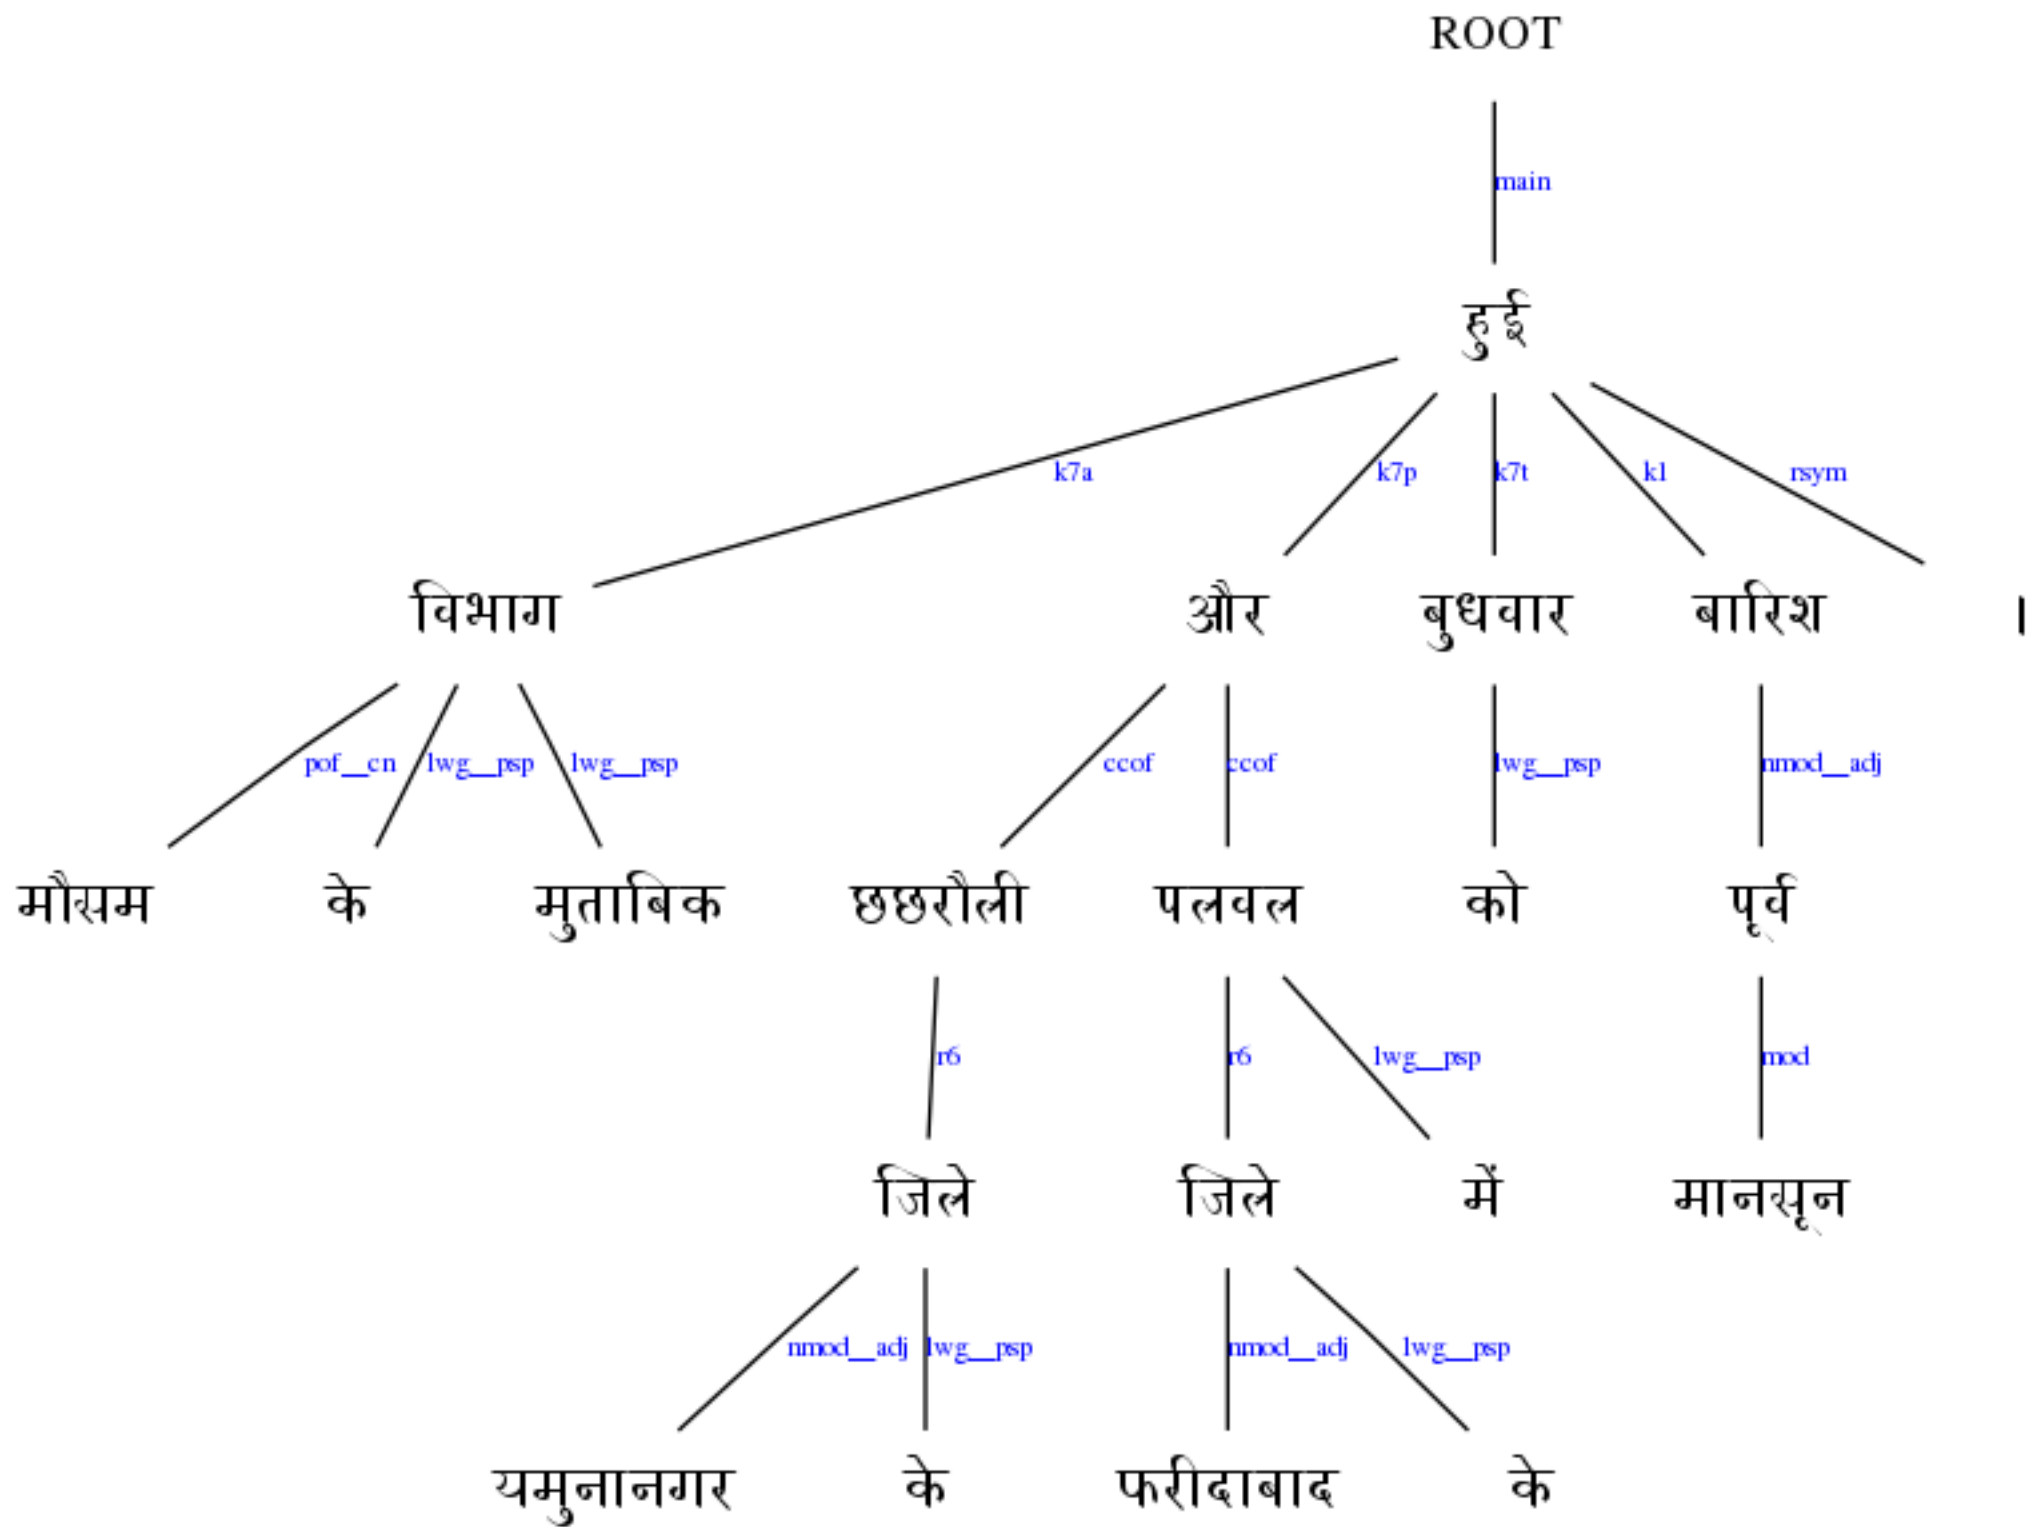 ROOT
main
हुई
k7a k7p k7t k1 rsym
विभाग और बुधवार बारिश ।
pof__cn lwg__psp lwg__psp ccof ccof lwg__psp nmod__adj
मौसम के मुताबिक छछरौली पलवल को पूर्व
r6 r6 lwg__psp mod
जिले जिले में मानसून
nmod__adj lwg__psp nmod__adj lwg__psp
यमुनानगर के फरीदाबाद के